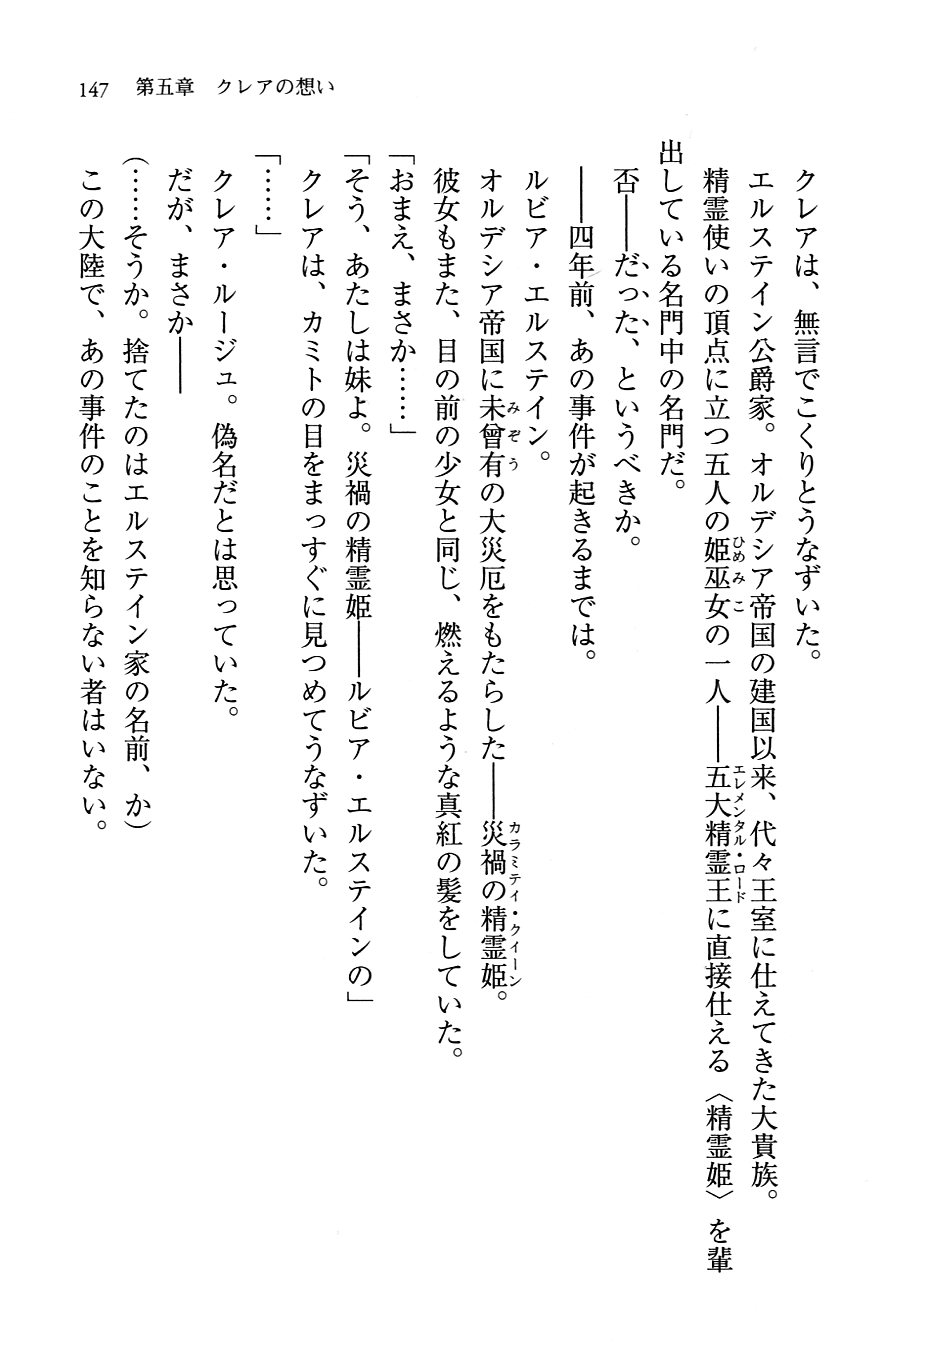 147　第五章　クレアの想い
クレアは、無言でこくりとうなずいた。
エルステイン公爵家。オルデシア帝国の建国以来、代々王室に仕えてきた大貴族。
精霊使いの頂点に立つ五人の姫巫女の一人――五大精霊王に直接仕える〈精霊姫〉を輩
出している名門中の名門だ。
否――だった、というべきか。
――四年前、あの事件が起きるまでは。
ルビア・エルステイン。
オルデシア帝国に未曾有の大災厄をもたらした――災禍の精霊姫。
彼女もまた、目の前の少女と同じ、燃えるような真紅の髪をしていた。
「おまえ、まさか……」
「そう、あたしは妹よ。災禍の精霊姫――ルビア・エルステインの」
クレアは、カミトの目をまっすぐに見つめてうなずいた。
「……」
クレア・ルージュ。偽名だとは思っていた。
だが、まさか――
(……そうか。捨てたのはエルステイン家の名前、か)
この大陸で、あの事件のことを知らない者はいない。
ひめみこ
エレメンタル・ロード
みぞう
カラミティ・クイーン